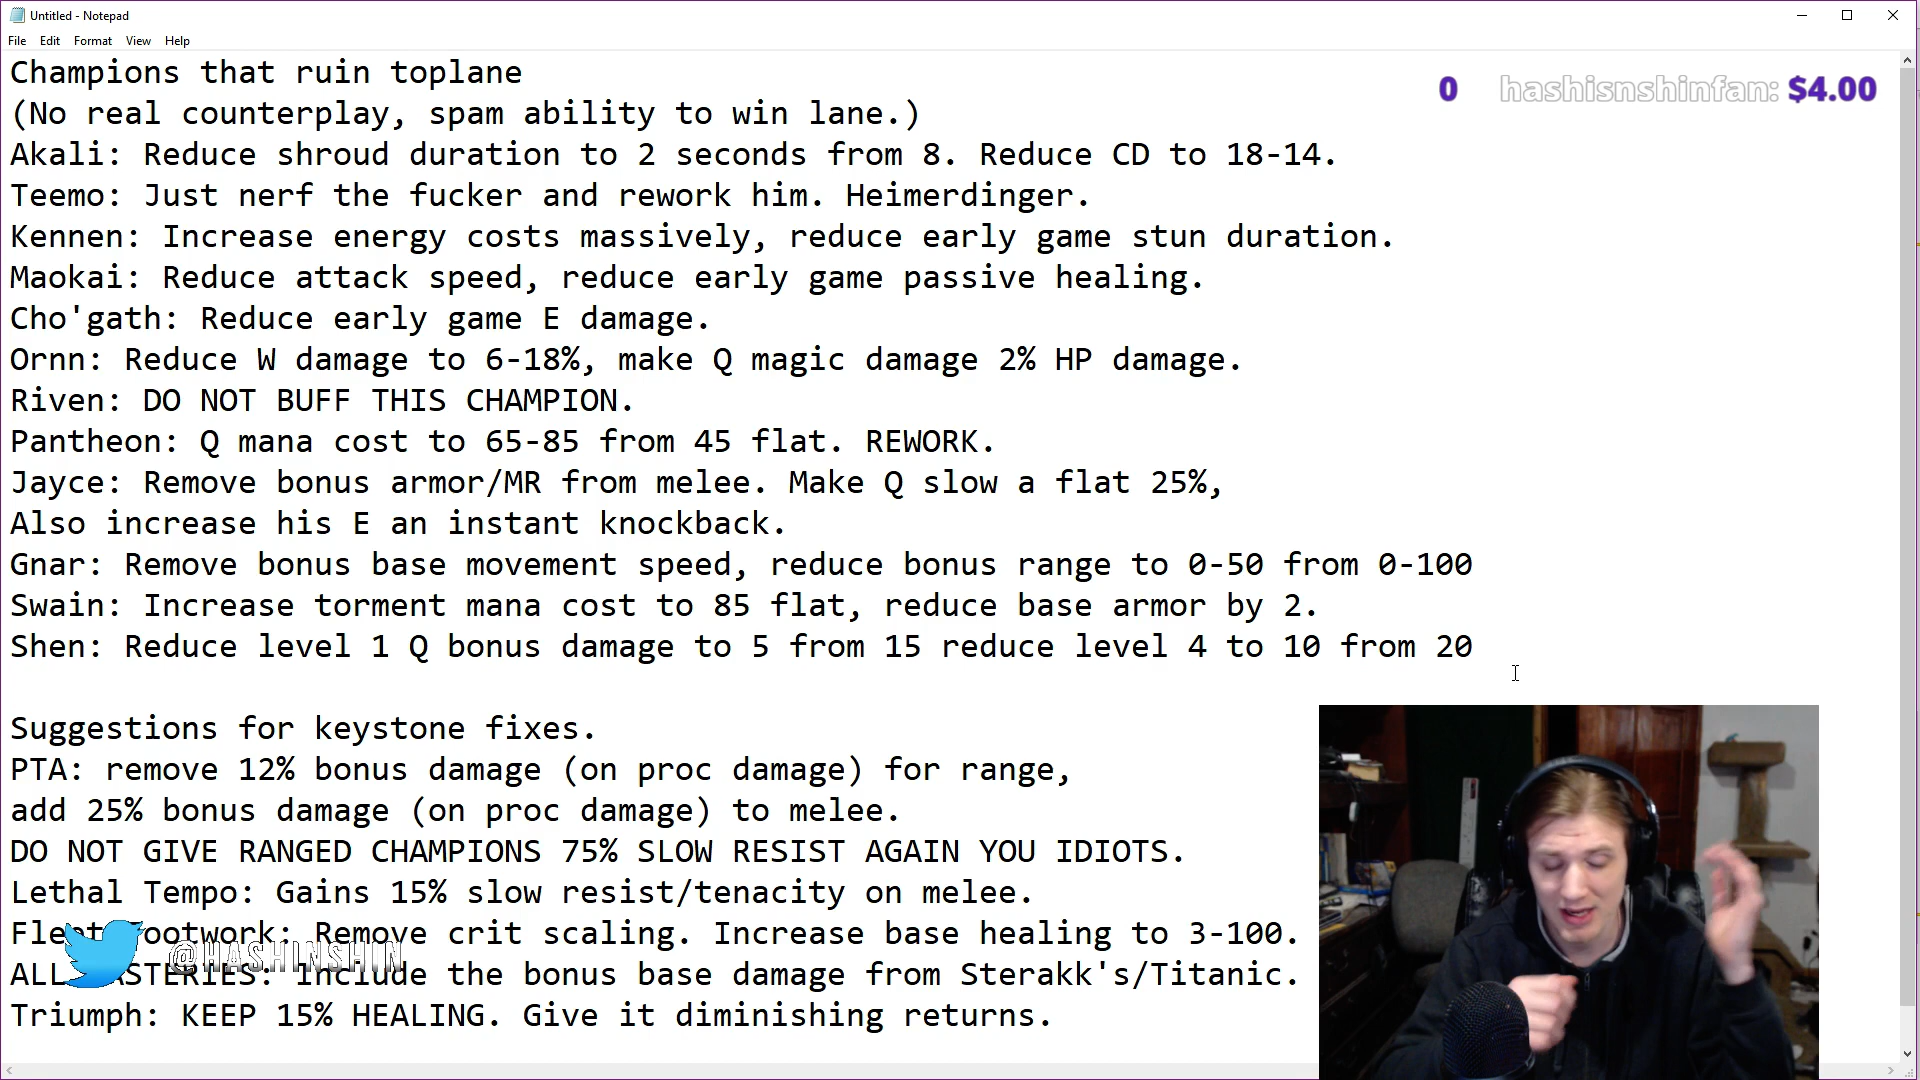 Untitled - Notepad
File Edit Format View Help
Champions that ruin toplane
(No real counterplay, spam ability to win lane.)
0 hashisnshinfan: $4.00
Akali: Reduce shroud duration to 2 seconds from 8. Reduce CD to 18-14.
Teemo: Just nerf the fucker and rework him. Heimerdinger.
Kennen: Increase energy costs massively, reduce early game stun duration.
Maokai: Reduce attack speed, reduce early game passive healing.
Cho'gath: Reduce early game E damage.
Ornn: Reduce W damage to 6-18%, make Q magic damage 2% HP damage.
Riven: DO NOT BUFF THIS CHAMPION.
Pantheon: Q mana cost to 65-85 from 45 flat. REWORK.
Jayce: Remove bonus armor/MR from melee. Make Q slow a flat 25%,
Also increase his E an instant knockback.
Gnar: Remove bonus base movement speed, reduce bonus range to 0-50 from 0-100
Swain: Increase torment mana cost to 85 flat, reduce base armor by 2.
Shen: Reduce level 1 Q bonus damage to 5 from 15 reduce level 4 to 10 from 20
Suggestions for keystone fixes.
PTA: remove 12% bonus damage (on proc damage) for range,
add 25% bonus damage (on proc damage) to melee.
DO NOT GIVE RANGED CHAMPIONS 75% SLOW RESIST AGAIN YOU IDIOTS.
Lethal Tempo: Gains 15% slow resist/tenacity on melee.
Fleet Footwork: Remove crit scaling. Increase base healing to 3-100.
@HASHINSHIN
ALL MASTERIES: Include the bonus base damage from Sterakk's/Titanic.
Triumph: KEEP 15% HEALING. Give it diminishing returns.